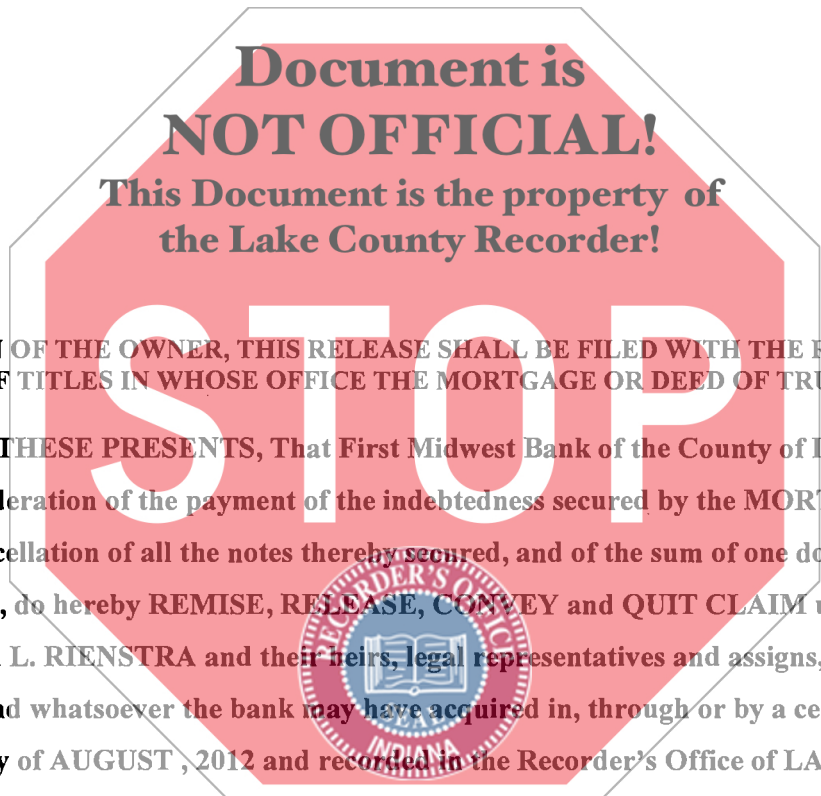 Document is
NOT OFFICIAL!
This Document is the property of
the Lake County Recorder!
STOP
OF THE OWNER, THIS RELEASE SHALL BE FILED WITH THE
F TITLES IN WHOSE OFFICE THE MORTGAGE OR DEED OF TRU
THESE PRESENTS, That First Midwest Bank of the County of
deration of the payment of the indebtedness secured by the MORT
cellation of all the notes thereby secured, and of the sum of one do
, do hereby REMISE, RELEASE, CONVEY and QUIT CLAIM
L. RIENSTRA and their heirs, legal representatives and assigns,
nd whatsoever the bank may have acquired in, through or by a ce
y of AUGUST , 2012 and recorded in the Recorder's Office of LA
RECORDER'S OFFICE
SEAL
INDIANA